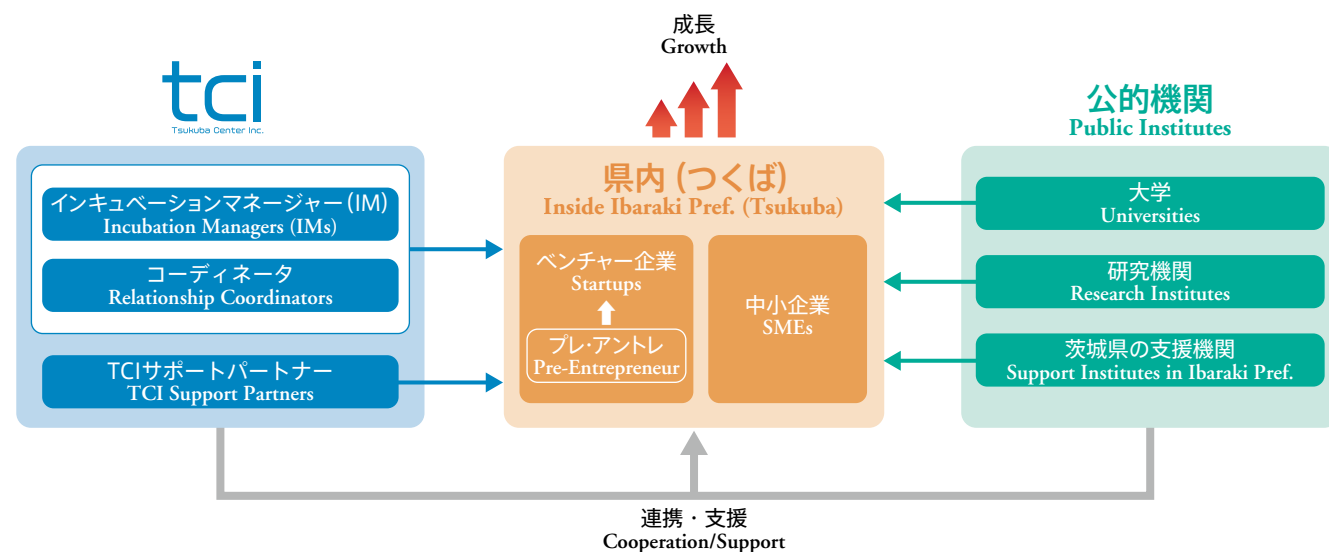 成長
Growth
tci
Tsukuba Center Inc.
インキュベーションマネージャー(IM)
Incubation Managers (IMs)
コーディネータ
Relationship Coordinators
TCIサポートパートナー
TCI Support Partners
県内 (つくば)
Inside Ibaraki Pref. (Tsukuba)
ベンチャー企業
Startups
プレ・アントレ
Pre-Entrepreneur
中小企業
SMEs
公的機関
Public Institutes
大学
Universities
研究機関
Research Institutes
茨城県の支援機関
Support Institutes in Ibaraki Pref.
連携・支援
Cooperation/Support